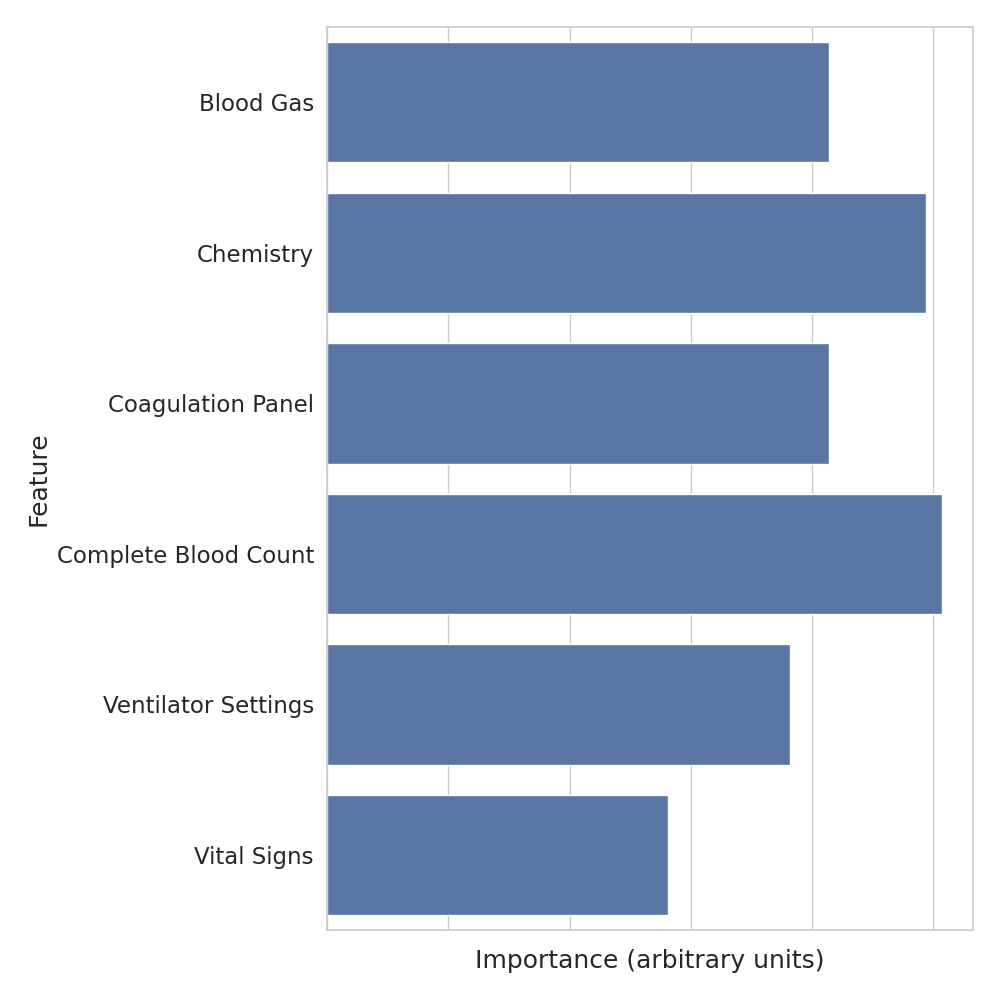 Blood Gas
Chemistry
Coagulation Panel
Feature
Complete Blood Count
Ventilator Settings
Vital Signs
Importance (arbitrary units)